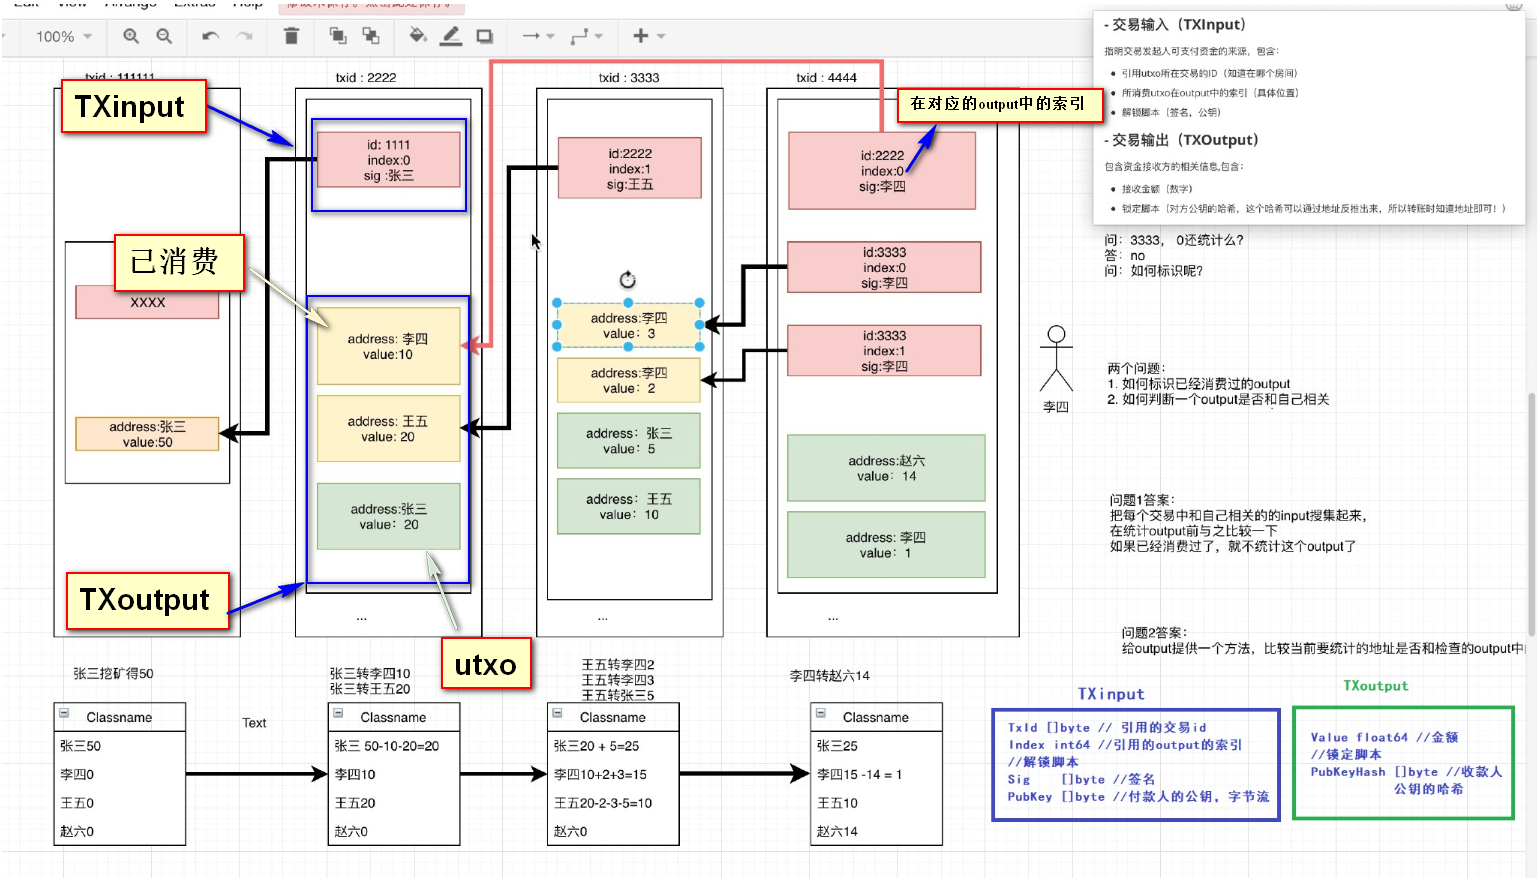 100%
- 交易输入（TXInput）
指明交易发起人可支付资金的来源，包含：
引用utxo所在交易的ID（知道在哪个房间）
所消费utxo在output中的索引（具体位置）
解锁脚本（签名，公钥）
- 交易输出（TXOutput）
包含资金接收方的相关信息,包含：
接收金额（数字）
锁定脚本（对方公钥的哈希，这个哈希可以通过地址反推出来，所以转账时知道地址即可！）
txid : 111111
TXinput
XXXX
address:张三
value:50
txid : 2222
id: 1111
index:0
sig :张三
已消费
address: 李四
value:10
address: 王五
value: 20
address:张三
value：20
...
TXoutput
utxo
txid : 3333
id:2222
index:1
sig:王五
address:李四
value：3
address:李四
value：2
address：张三
value：5
address：王五
value：10
...
txid : 4444
在对应的output中的索引
id:2222
index:0
sig:李四
id:3333
index:0
sig:李四
id:3333
index:1
sig:李四
address:赵六
value：14
address: 李四
value：1
...
问：3333，0还统计么?
答：no
问：如何标识呢?
李四
两个问题：
1. 如何标识已经消费过的output
2. 如何判断一个output是否和自己相关
问题1答案：
把每个交易中和自己相关的的input搜集起来，
在统计output前与之比较一下
如果已经消费过了，就不统计这个output了
问题2答案：
给output提供一个方法，比较当前要统计的地址是否和检查的output中
张三挖矿得50
Classname
张三50
李四0
王五0
赵六0
Text
张三转李四10
张三转王五20
Classname
张三 50-10-20=20
李四10
王五20
赵六0
王五转李四2
王五转李四3
王五转张三5
Classname
张三20 + 5=25
李四10+2+3=15
王五20-2-3-5=10
赵六0
李四转赵六14
Classname
张三25
李四15 -14 = 1
王五10
赵六14
TXinput
TxId []byte // 引用的交易id
Index int64 //引用的output的索引
//解锁脚本
Sig []byte //签名
PubKey []byte //付款人的公钥，字节流
TXoutput
Value float64 //金额
//锁定脚本
PubKeyHash []byte //收款人
公钥的哈希